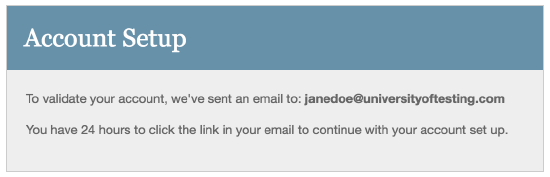 Account Setup
To validate your account, we've sent an email to: janedoe@universityoftesting.com
You have 24 hours to click the link in your email to continue with your account set up.